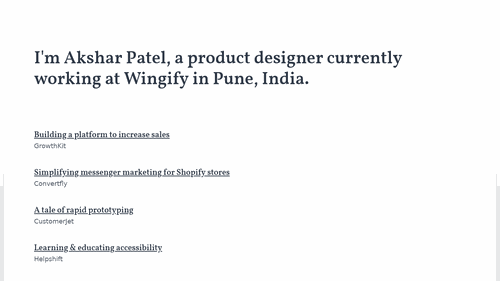 I'm Akshar Patel, a product designer currently
working at Wingify in Pune, India.
Building a platform to increase sales
GrowthKit
Simplifying messenger marketing for Shopify stores
Convertfly
A tale of rapid prototyping
CustomerJet
Learning & educating accessibility
Helpshift